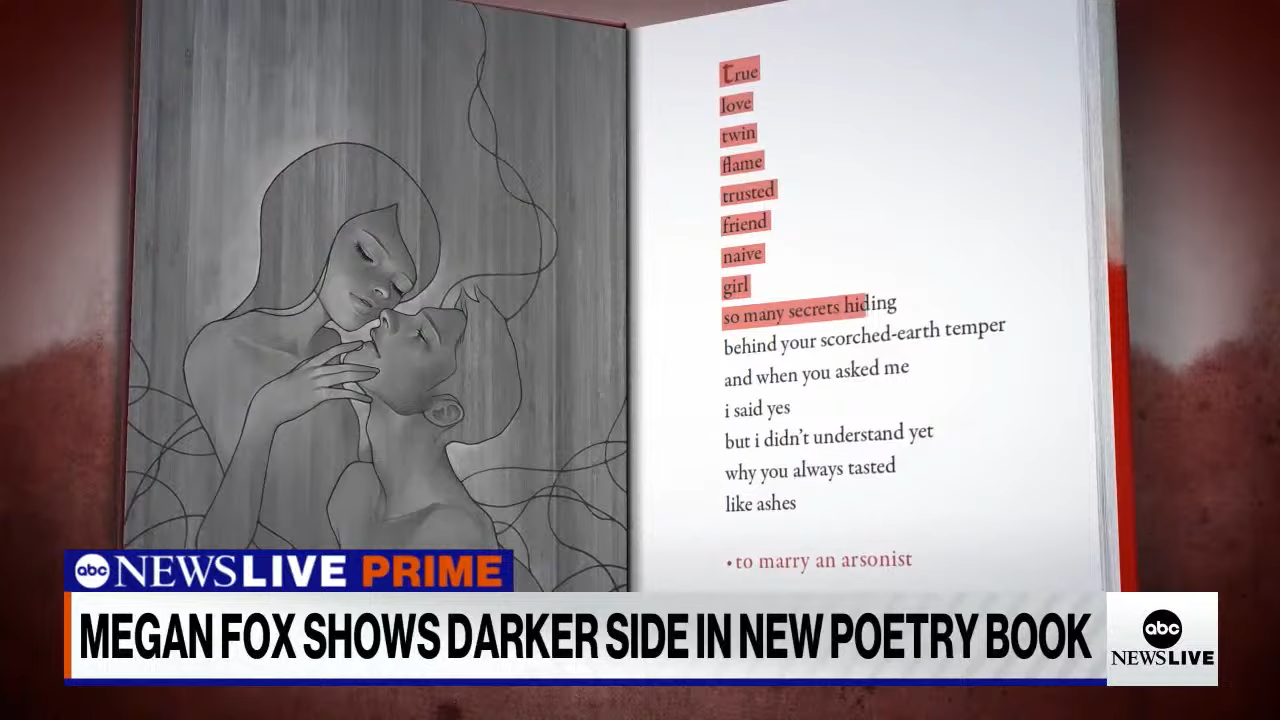 true
love
twin
flame
trusted
friend
naive
girl
so many secrets hiding
behind your scorched-earth temper
and when you asked me
i said yes
but i didn't understand yet
why you always tasted
like ashes
• to marry an arsonist
abc NEWS LIVE PRIME
MEGAN FOX SHOWS DARKER SIDE IN NEW POETRY BOOK
abc
NEWS LIVE